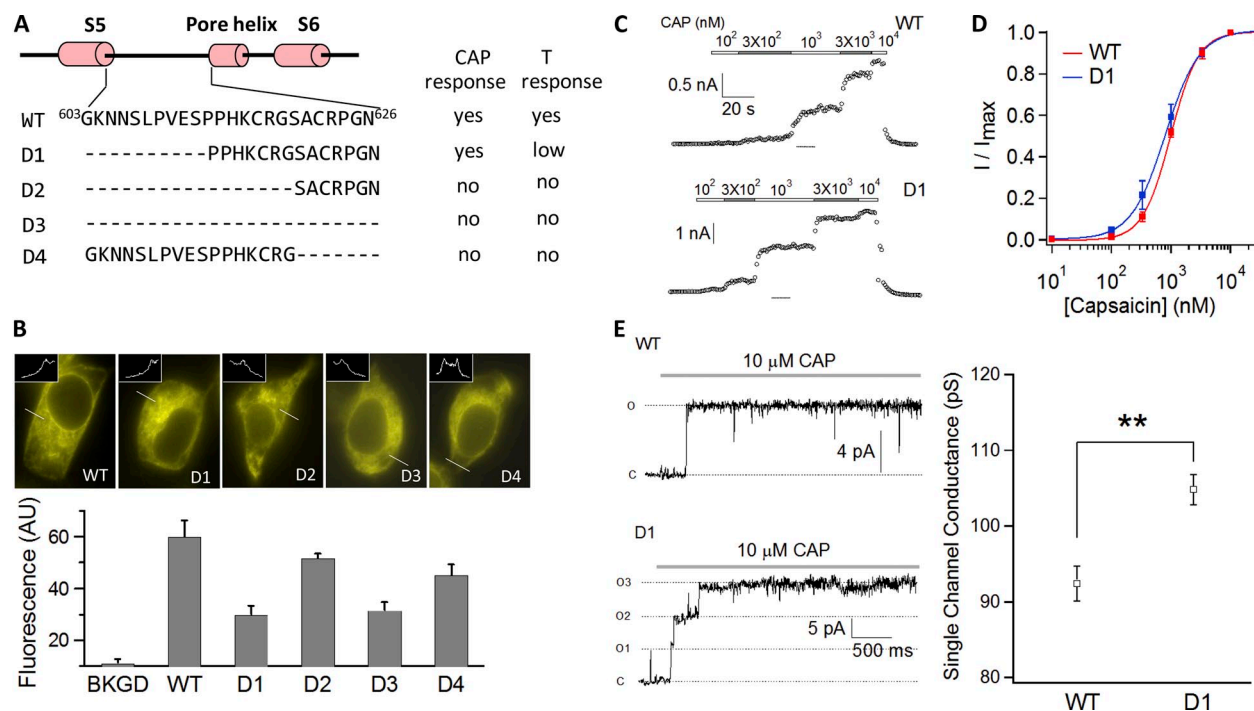 A
S5 Pore helix S6
CAP response
T response
WT 603GKNNSLPVESPPHKCRGSACRPGN626 yes yes
D1 ----------PPHKCRGSACRPGN yes low
D2 -----------------SACRPGN no no
D3 ------------------------ no no
D4 GKNNSLPVESPPHKCRG------- no no
B
WT D1 D2 D3 D4
Fluorescence (AU)
60
40
20
BKGD WT D1 D2 D3 D4
C
CAP (nM) WT
10² 3X10² 10³ 3X10³ 10⁴
0.5 nA
20 s
D1
10² 3X10² 10³ 3X10³ 10⁴
1 nA
D
WT
D1
I / Imax
1.0
0.8
0.6
0.4
0.2
0.0
10¹ 10² 10³ 10⁴
[Capsaicin] (nM)
E
WT
10 µM CAP
O
C
4 pA
D1
10 µM CAP
O3
O2
O1
C
5 pA
500 ms
Single Channel Conductance (pS)
120
110
100
90
80
**
WT D1